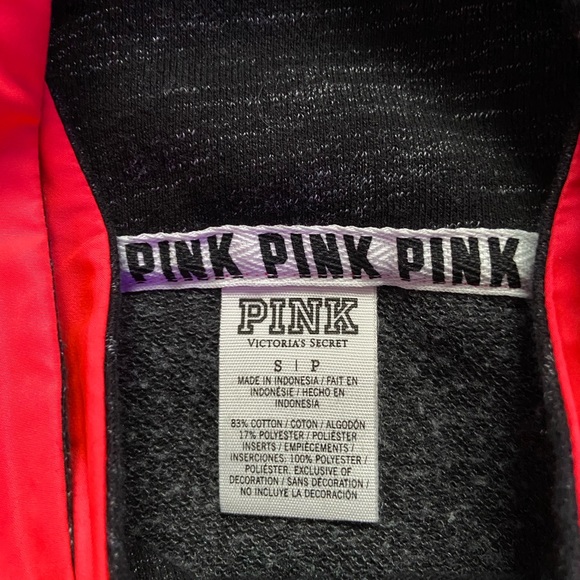 PINK PINK PINK
PINK
VICTORIA'S SECRET
S | P
MADE IN INDONESIA / FAIT EN
INDONÉSIE / HECHO EN
INDONESIA
83% COTTON / COTON / ALGODÓN
17% POLYESTER / POLIÉSTER
INSERTS / EMPIÈCEMENTS /
INSERCIONES: 100% POLYESTER /
POLIÉSTER. EXCLUSIVE OF
DECORATION / SANS DÉCORATION /
NO INCLUYE LA DECORACIÓN